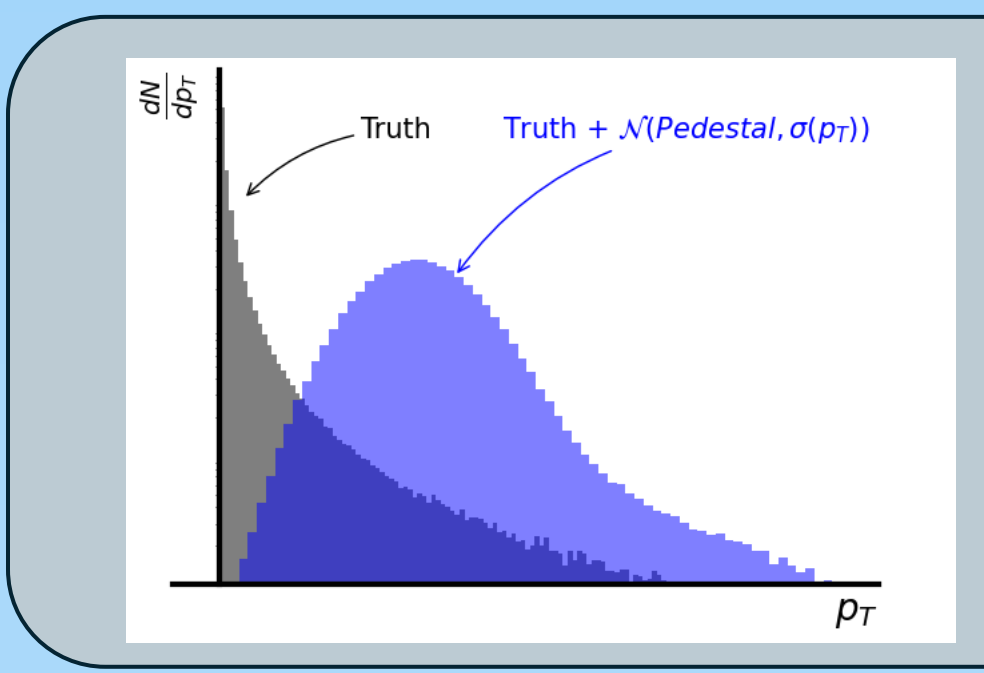 dN
dp_T
Truth
Truth + 𝒩(Pedestal, σ(p_T))
p_T